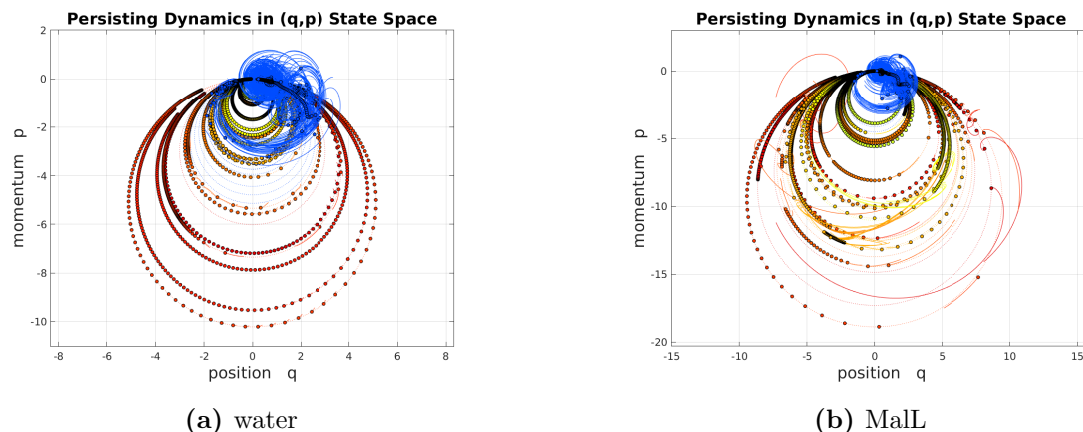 Persisting Dynamics in (q,p) State Space
2
0
-2
-4
-6
-8
-10
momentum p
-8 -6 -4 -2 0 2 4 6 8
position q
(a) water
Persisting Dynamics in (q,p) State Space
0
-5
-10
-15
-20
momentum p
-15 -10 -5 0 5 10 15
position q
(b) MalL